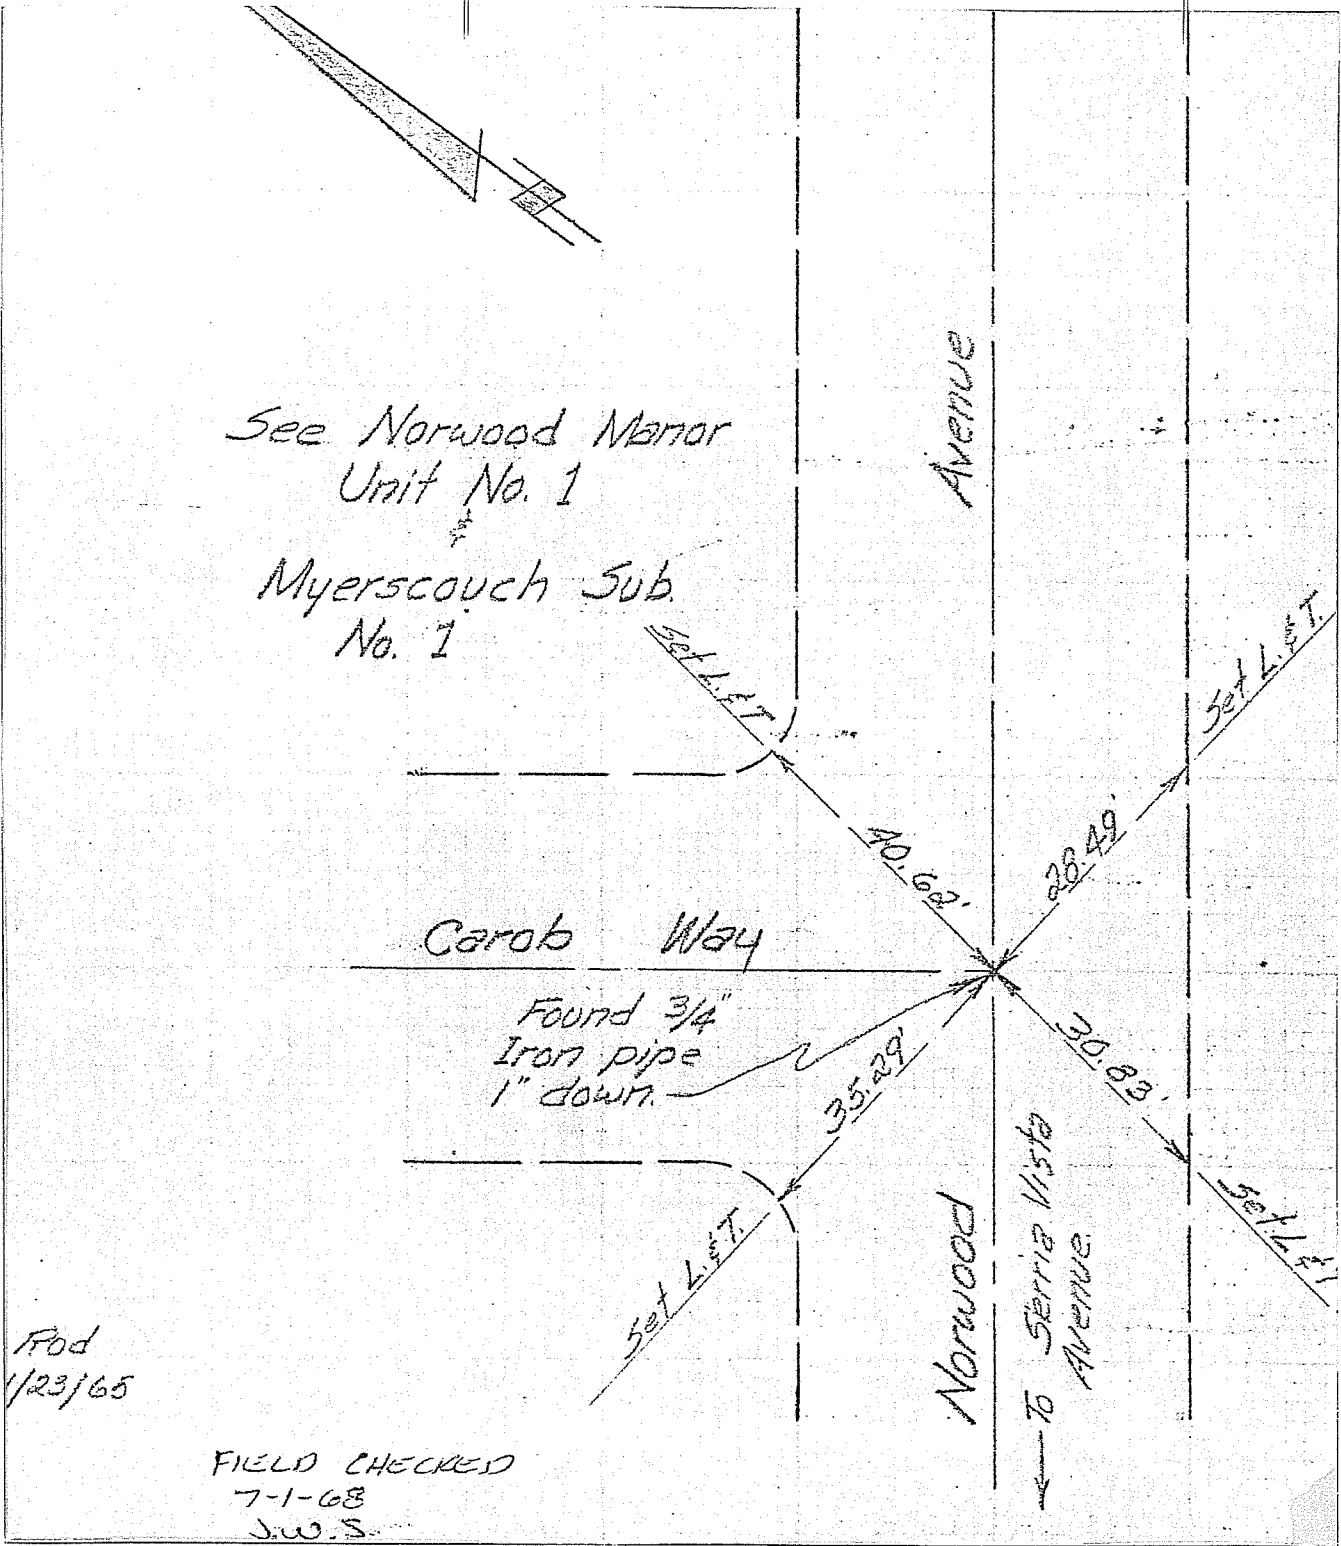 See Norwood Manor
Unit No. 1
&
Myerscouch Sub.
No. 1
Avenue
Set L. & T.
Set L. & T.
40.62'
28.49'
Carob Way
Found 3/4"
Iron pipe
1" down.
35.29'
30.83'
Set L. & T.
Set L. &
Norwood
To Serria Vista
Avenue.
Rod
1/23/65
FIELD CHECKED
7-1-68
J.W.S.